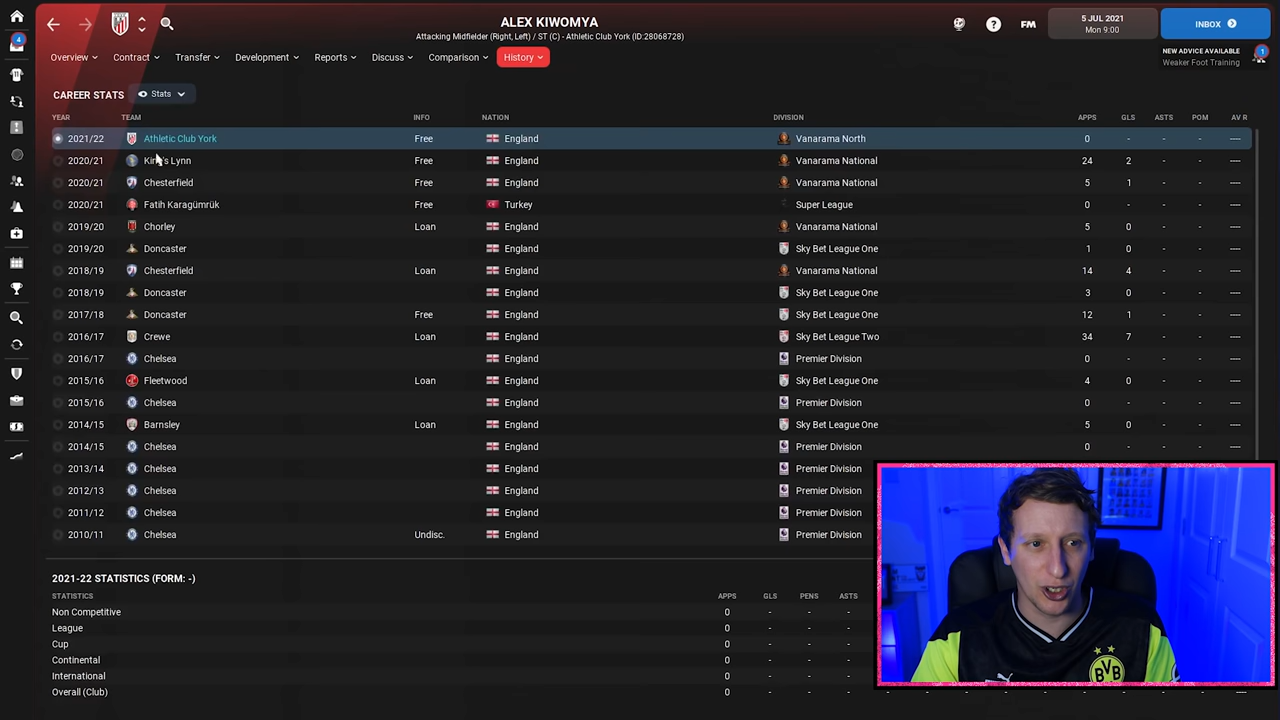 ALEX KIWOMYA
Attacking Midfielder (Right, Left) / ST (C) - Athletic Club York (ID:28068728)
4
FM
5 JUL 2021
Mon 9:00
INBOX
NEW ADVICE AVAILABLE
Weaker Foot Training
1
Overview Contract Transfer Development Reports Discuss Comparison History
CAREER STATS Stats
YEAR TEAM INFO NATION DIVISION APPS GLS ASTS POM AV R
2021/22 Athletic Club York Free England Vanarama North 0 - - - ----
2020/21 King's Lynn Free England Vanarama National 24 2 - - ----
2020/21 Chesterfield Free England Vanarama National 5 1 - - ----
2020/21 Fatih Karagümrük Free Turkey Super League 0 - - - ----
2019/20 Chorley Loan England Vanarama National 5 0 - - ----
2019/20 Doncaster England Sky Bet League One 1 0 - - ----
2018/19 Chesterfield Loan England Vanarama National 14 4 - - ----
2018/19 Doncaster England Sky Bet League One 3 0 - - ----
2017/18 Doncaster Free England Sky Bet League One 12 1 - - ----
2016/17 Crewe Loan England Sky Bet League Two 34 7 - - ----
2016/17 Chelsea England Premier Division 0 - - - ----
2015/16 Fleetwood Loan England Sky Bet League One 4 0 - - ----
2015/16 Chelsea England Premier Division 0 - - - ----
2014/15 Barnsley Loan England Sky Bet League One 5 0 - - ----
2014/15 Chelsea England Premier Division 0 - - - ----
2013/14 Chelsea England Premier Division
2012/13 Chelsea England Premier Division
2011/12 Chelsea England Premier Division
2010/11 Chelsea Undisc. England Premier Division
2021-22 STATISTICS (FORM: -)
STATISTICS APPS GLS PENS ASTS
Non Competitive 0 - - -
League 0 - - -
Cup 0 - - -
Continental 0 - - -
International 0 - - -
Overall (Club) 0 - - -
BVB